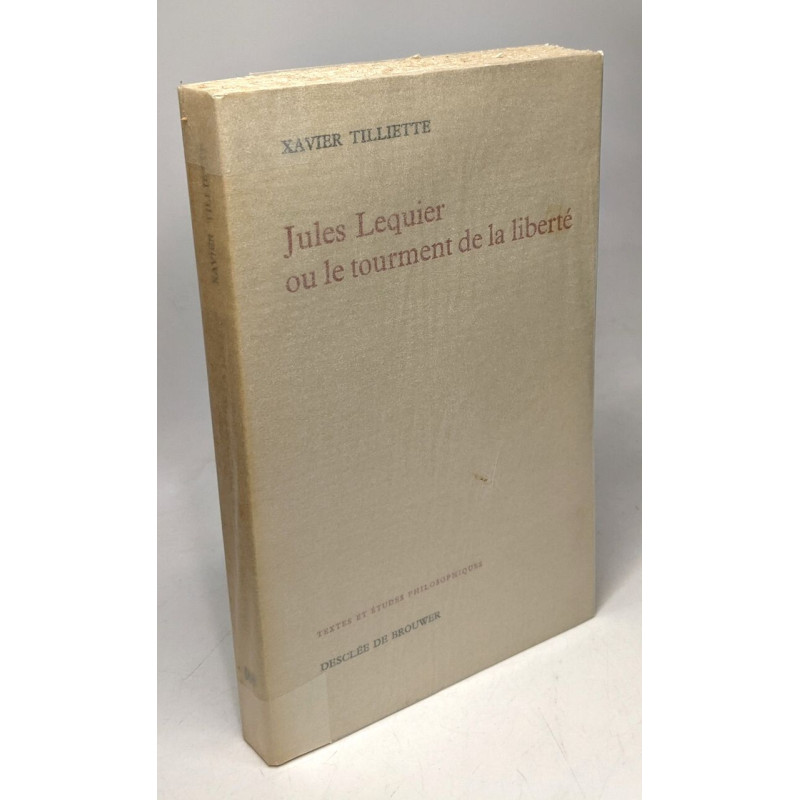 XAVIER TILLIETTE
Jules Lequier
ou le tourment de la liberté
TEXTES ET ÉTUDES PHILOSOPHIQUES
DESCLÉE DE BROUWER
XAVIER TILLIETTE